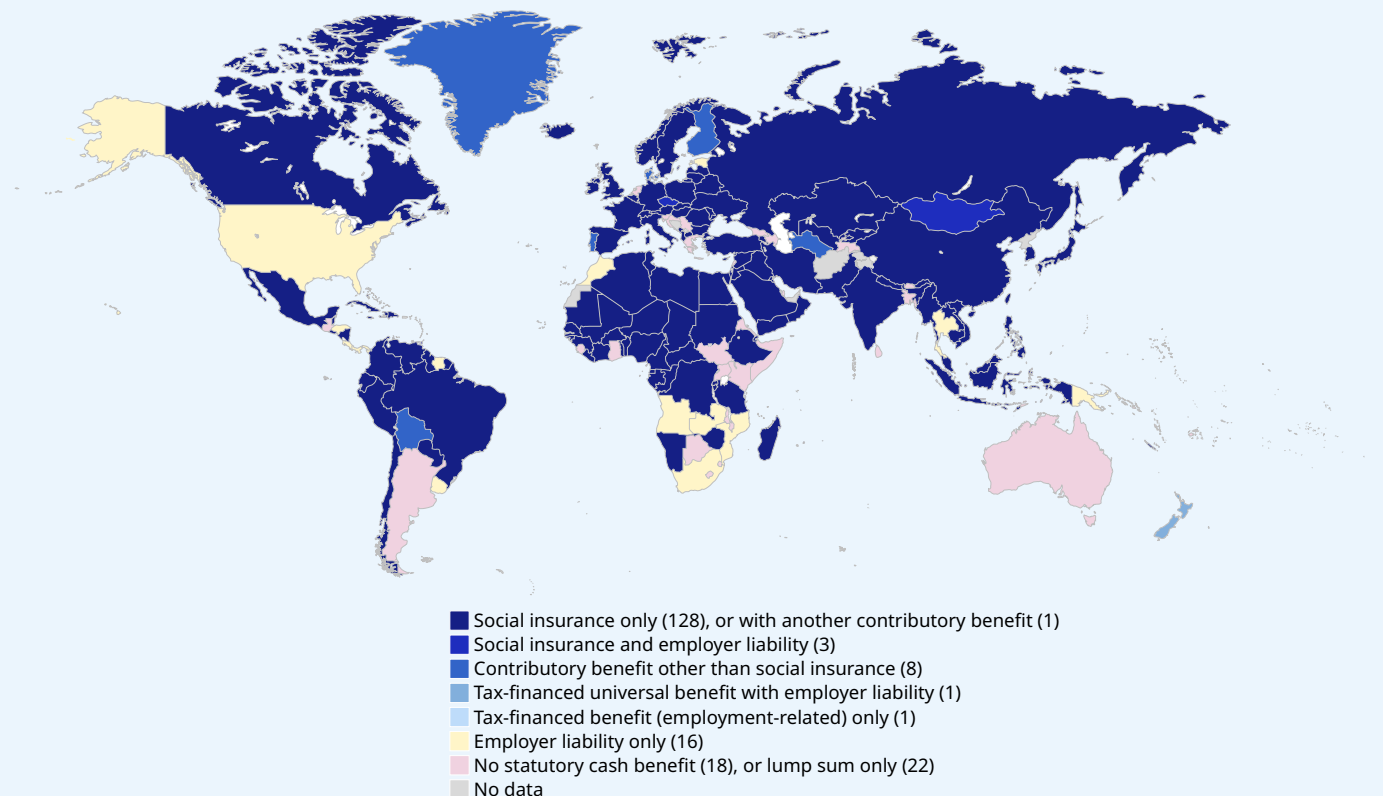 Social insurance only (128), or with another contributory benefit (1)
Social insurance and employer liability (3)
Contributory benefit other than social insurance (8)
Tax-financed universal benefit with employer liability (1)
Tax-financed benefit (employment-related) only (1)
Employer liability only (16)
No statutory cash benefit (18), or lump sum only (22)
No data